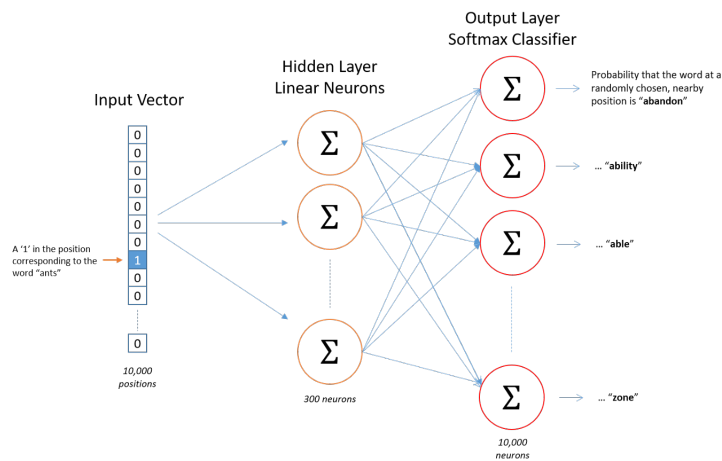 Output Layer
Softmax Classifier
Hidden Layer
Linear Neurons
Input Vector
0
0
0
0
0
0
0
1
0
0
0
A ‘1’ in the position
corresponding to the
word “ants”
10,000
positions
Σ
Σ
Σ
300 neurons
Σ
Σ
Σ
Σ
10,000
neurons
Probability that the word at a
randomly chosen, nearby
position is “abandon”
... “ability”
... “able”
... “zone”